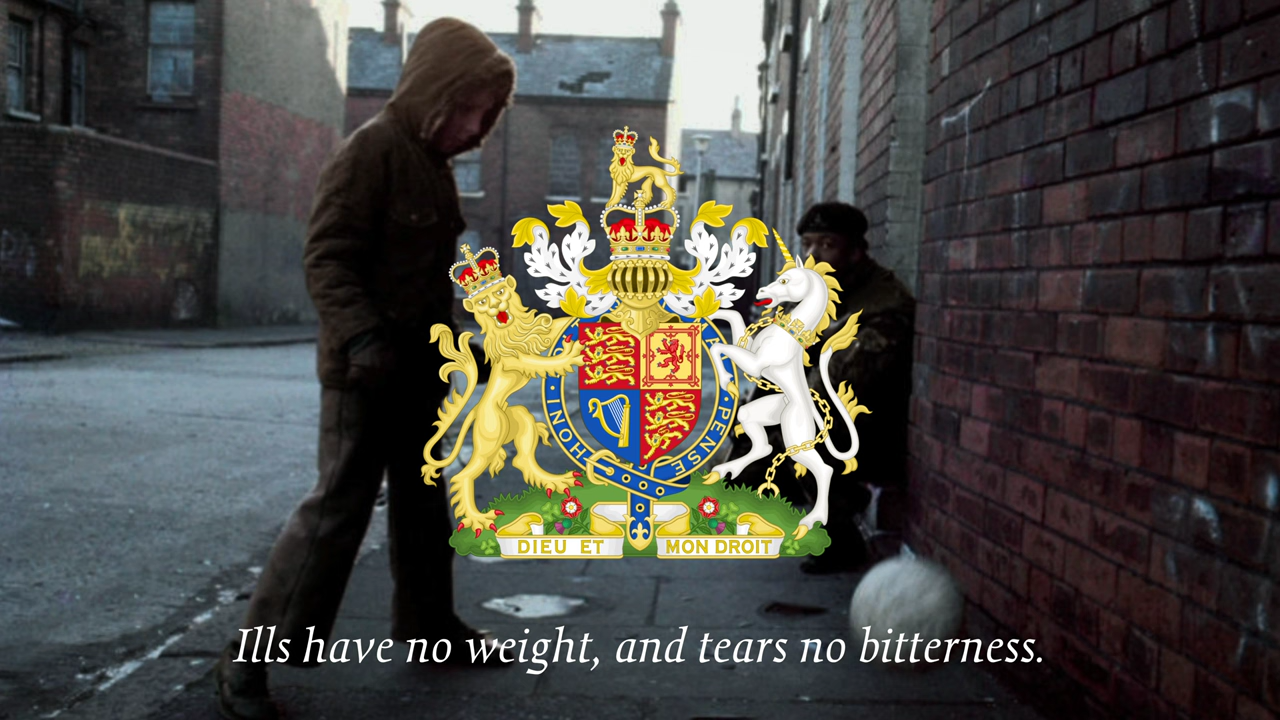 HONI PENSE
DIEU ET MON DROIT
Ills have no weight, and tears no bitterness.